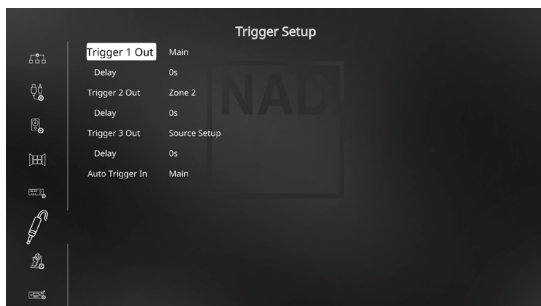 Trigger Setup
Trigger 1 Out Main
Delay 0s
Trigger 2 Out Zone 2
Delay 0s
Trigger 3 Out Source Setup
Delay 0s
Auto Trigger In Main
NAD